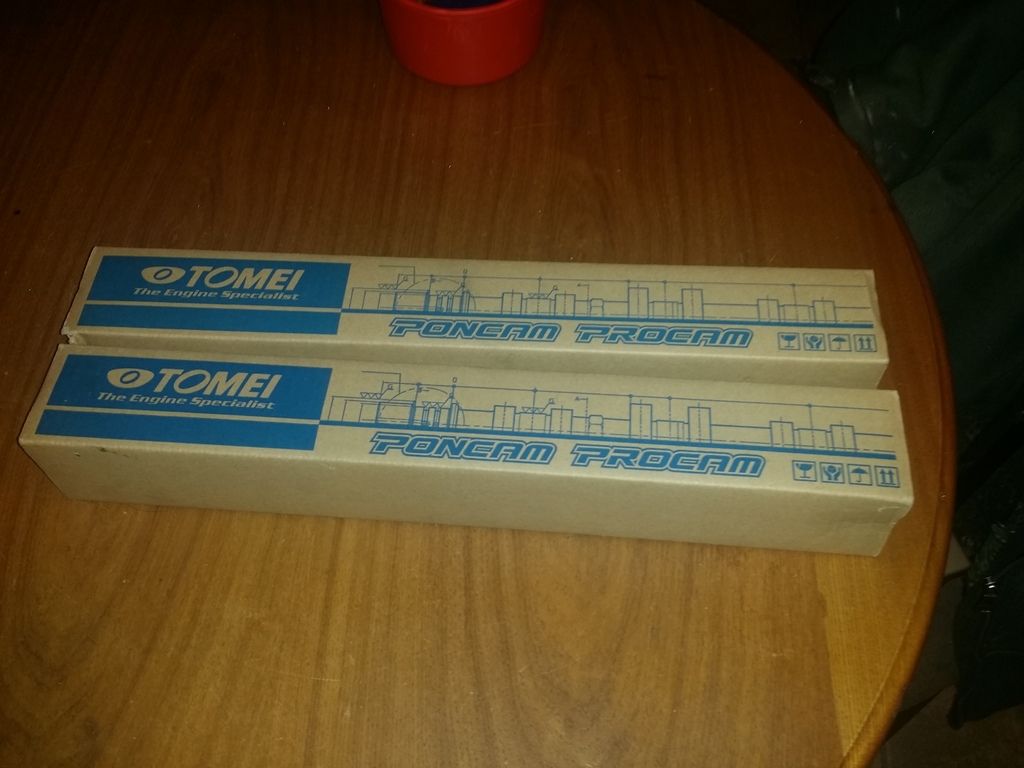 TOMEI
The Engine Specialist
PONCAM PROCAM
TOMEI
The Engine Specialist
PONCAM PROCAM